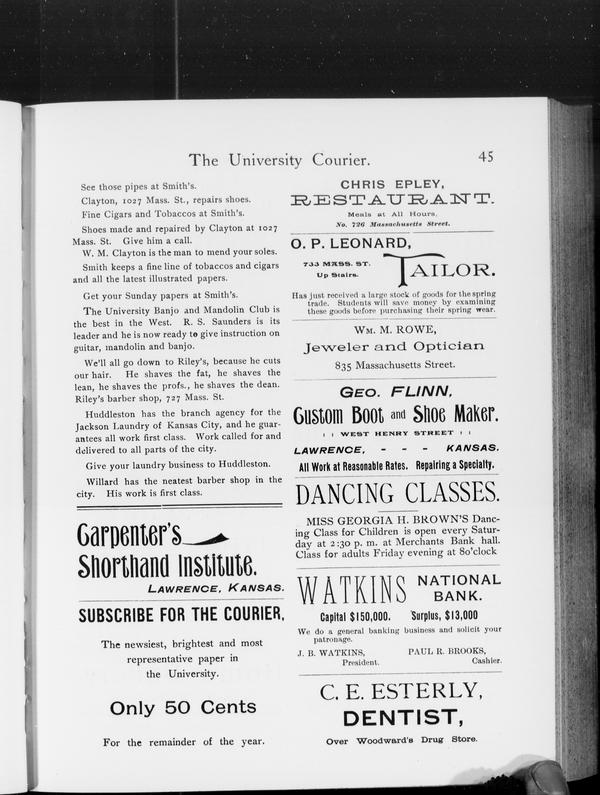 The University Courier.
45
See those pipes at Smith's.
Clayton, 1027 Mass. St., repairs shoes.
Fine Cigars and Tobaccos at Smith's.
Shoes made and repaired by Clayton at 1027
Mass. St. Give him a call.
W. M. Clayton is the man to mend your soles.
Smith keeps a fine line of tobaccos and cigars
and all the latest illustrated papers.
Get your Sunday papers at Smith's.
The University Banjo and Mandolin Club is
the best in the West. R. S. Saunders is its
leader and he is now ready to give instruction on
guitar, mandolin and banjo.
We'll all go down to Riley's, because he cuts
our hair. He shaves the fat, he shaves the
lean, he shaves the profs., he shaves the dean.
Riley's barber shop, 727 Mass. St.
Huddleston has the branch agency for the
Jackson Laundry of Kansas City, and he guar-
antees all work first class. Work called for and
delivered to all parts of the city.
Give your laundry business to Huddleston.
Willard has the neatest barber shop in the
city. His work is first class.
Carpenter's
Shorthand Institute.
LAWRENCE, KANSAS.
SUBSCRIBE FOR THE COURIER,
The newsiest, brightest and most
representative paper in
the University.
Only 50 Cents
For the remainder of the year.
CHRIS EPLEY,
RESTAURANT.
Meals at All Hours,
No. 726 Massachusetts Street.
O. P. LEONARD,
733 MASS. ST.
Up Stairs.
TAILOR.
Has just received a large stock of goods for the spring
trade. Students will save money by examining
these goods before purchasing their spring wear.
WM. M. ROWE,
Jeweler and Optician
835 Massachusetts Street.
GEO. FLINN,
Custom Boot and Shoe Maker.
WEST HENRY STREET
LAWRENCE, - - - KANSAS.
All Work at Reasonable Rates. Repairing a Specialty.
DANCING CLASSES.
MISS GEORGIA H. BROWN'S Danc-
ing Class for Children is open every Satur-
day at 2:30 p. m. at Merchants Bank hall.
Class for adults Friday evening at 8o'clock
WATKINS NATIONAL
BANK.
Capital $150,000. Surplus, $13,000
We do a general banking business and solicit your
patronage.
J. B. WATKINS, PAUL R. BROOKS,
President. Cashier.
C. E. ESTERLY,
DENTIST,
Over Woodward's Drug Store.